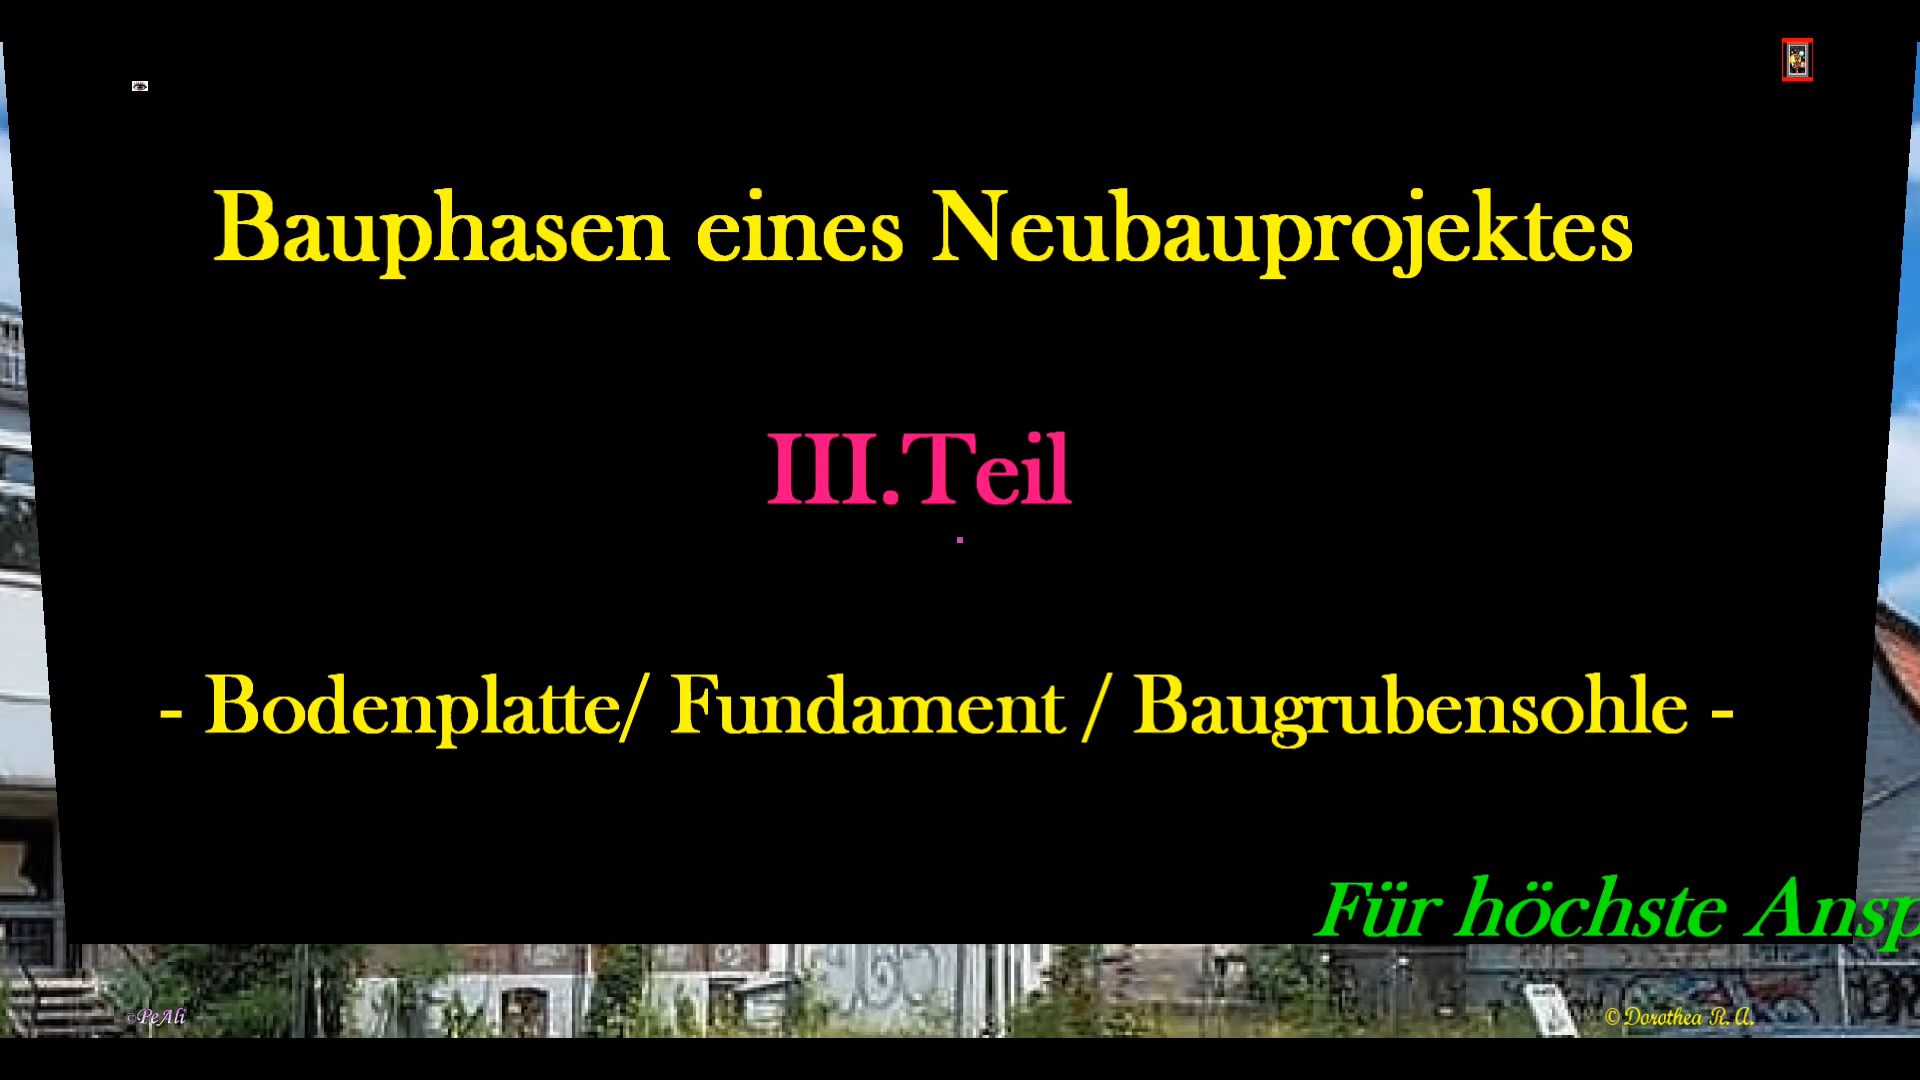 Bauphasen eines Neubauprojektes
III.Teil
- Bodenplatte/ Fundament / Baugrubensohle -
Für höchste Ansp
©PeAli
© Dorothea R. A.